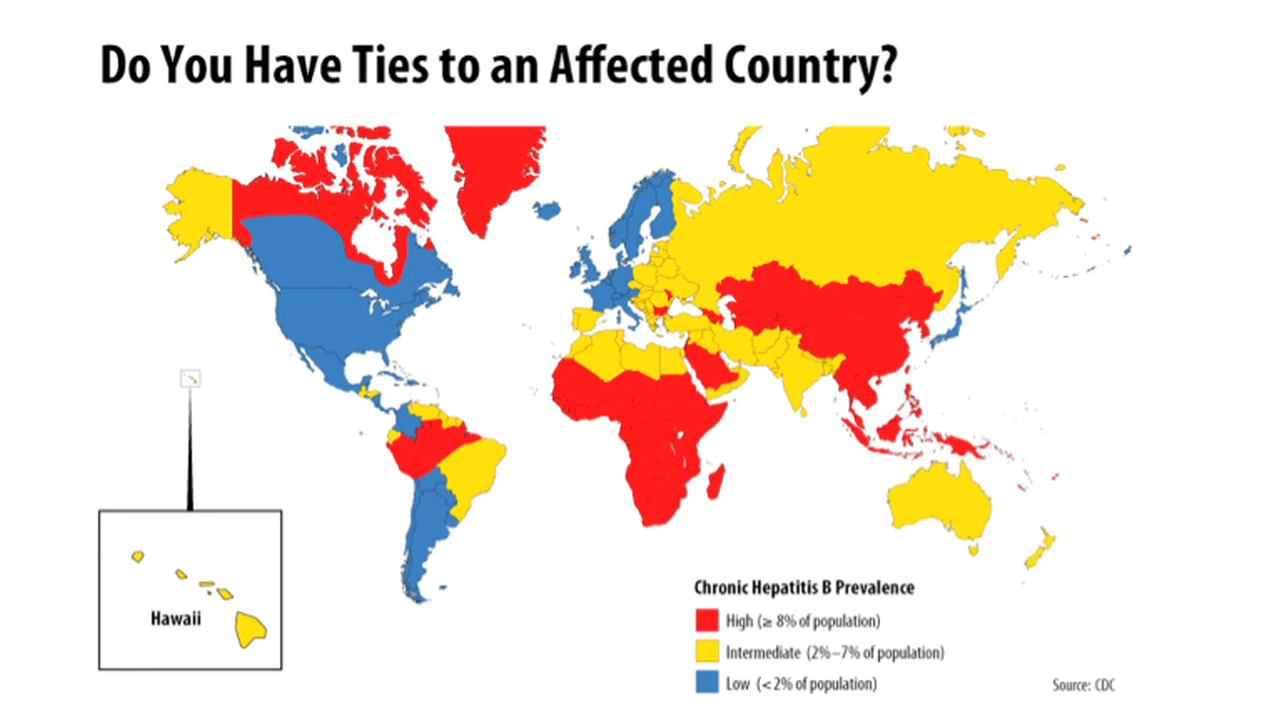 Do You Have Ties to an Affected Country?
Hawaii
Chronic Hepatitis B Prevalence
High (≥ 8% of population)
Intermediate (2%–7% of population)
Low (<2% of population)
Source: CDC